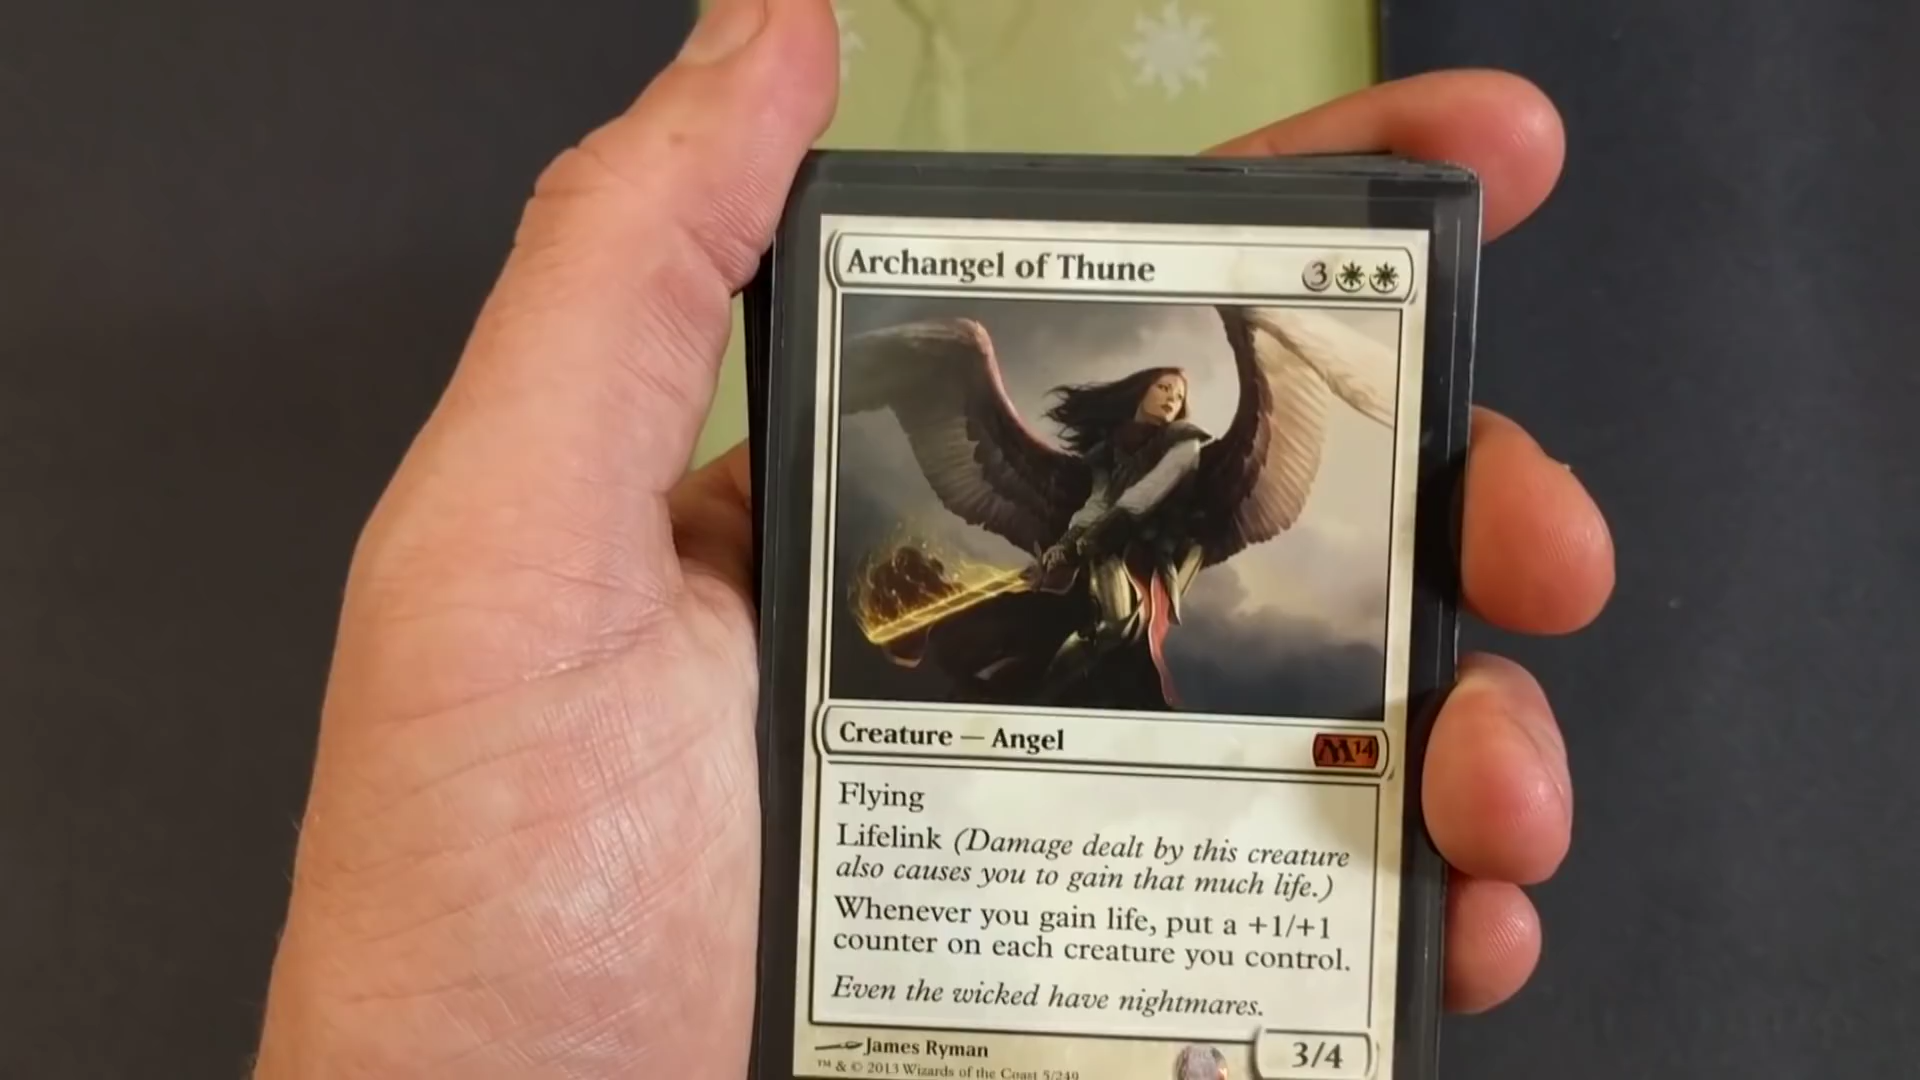 Archangel of Thune 3
Creature — Angel M14
Flying
Lifelink (Damage dealt by this creature
also causes you to gain that much life.)
Whenever you gain life, put a +1/+1
counter on each creature you control.
Even the wicked have nightmares.
James Ryman 3/4
™ & © 2013 Wizards of the Coast 5/249